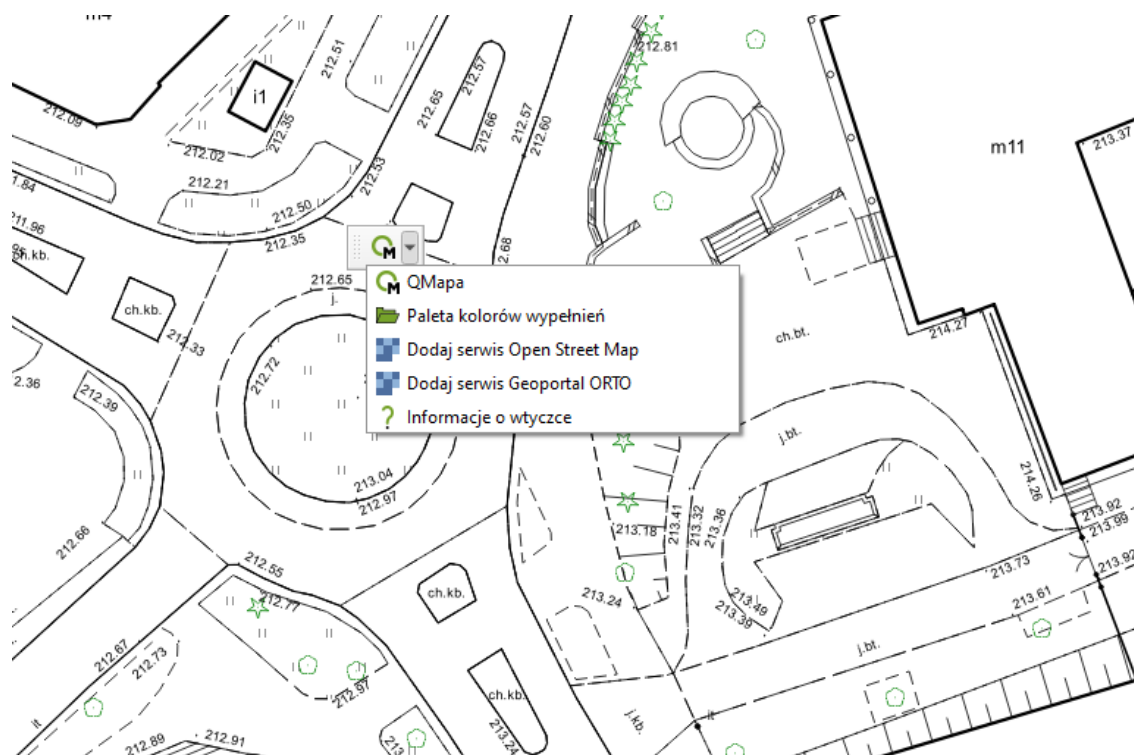 212.81
212.51
212.57
212.65
i1
212.57
212.66
212.60
212.09
212.35
m11
213.37
212.02
212.53
212.21
212.50
211.96
212.35
2.68
ch.kb.
212.65
j.
QMapa
Paleta kolorów wypełnień
Dodaj serwis Open Street Map
Dodaj serwis Geoportal ORTO
Informacje o wtyczce
ch.kb.
212.33
214.27
ch.bt.
212.72
2.36
212.39
j.bt.
213.04
212.97
214.26
213.41
213.32
213.36
213.18
213.92
213.99
212.66
212.55
213.73
213.92
ch.kb.
213.24
213.49
213.61
212.77
213.39
212.67
212.73
j.bt.
212.97
ch.kb.
j.kb.
213.24
212.89
212.91